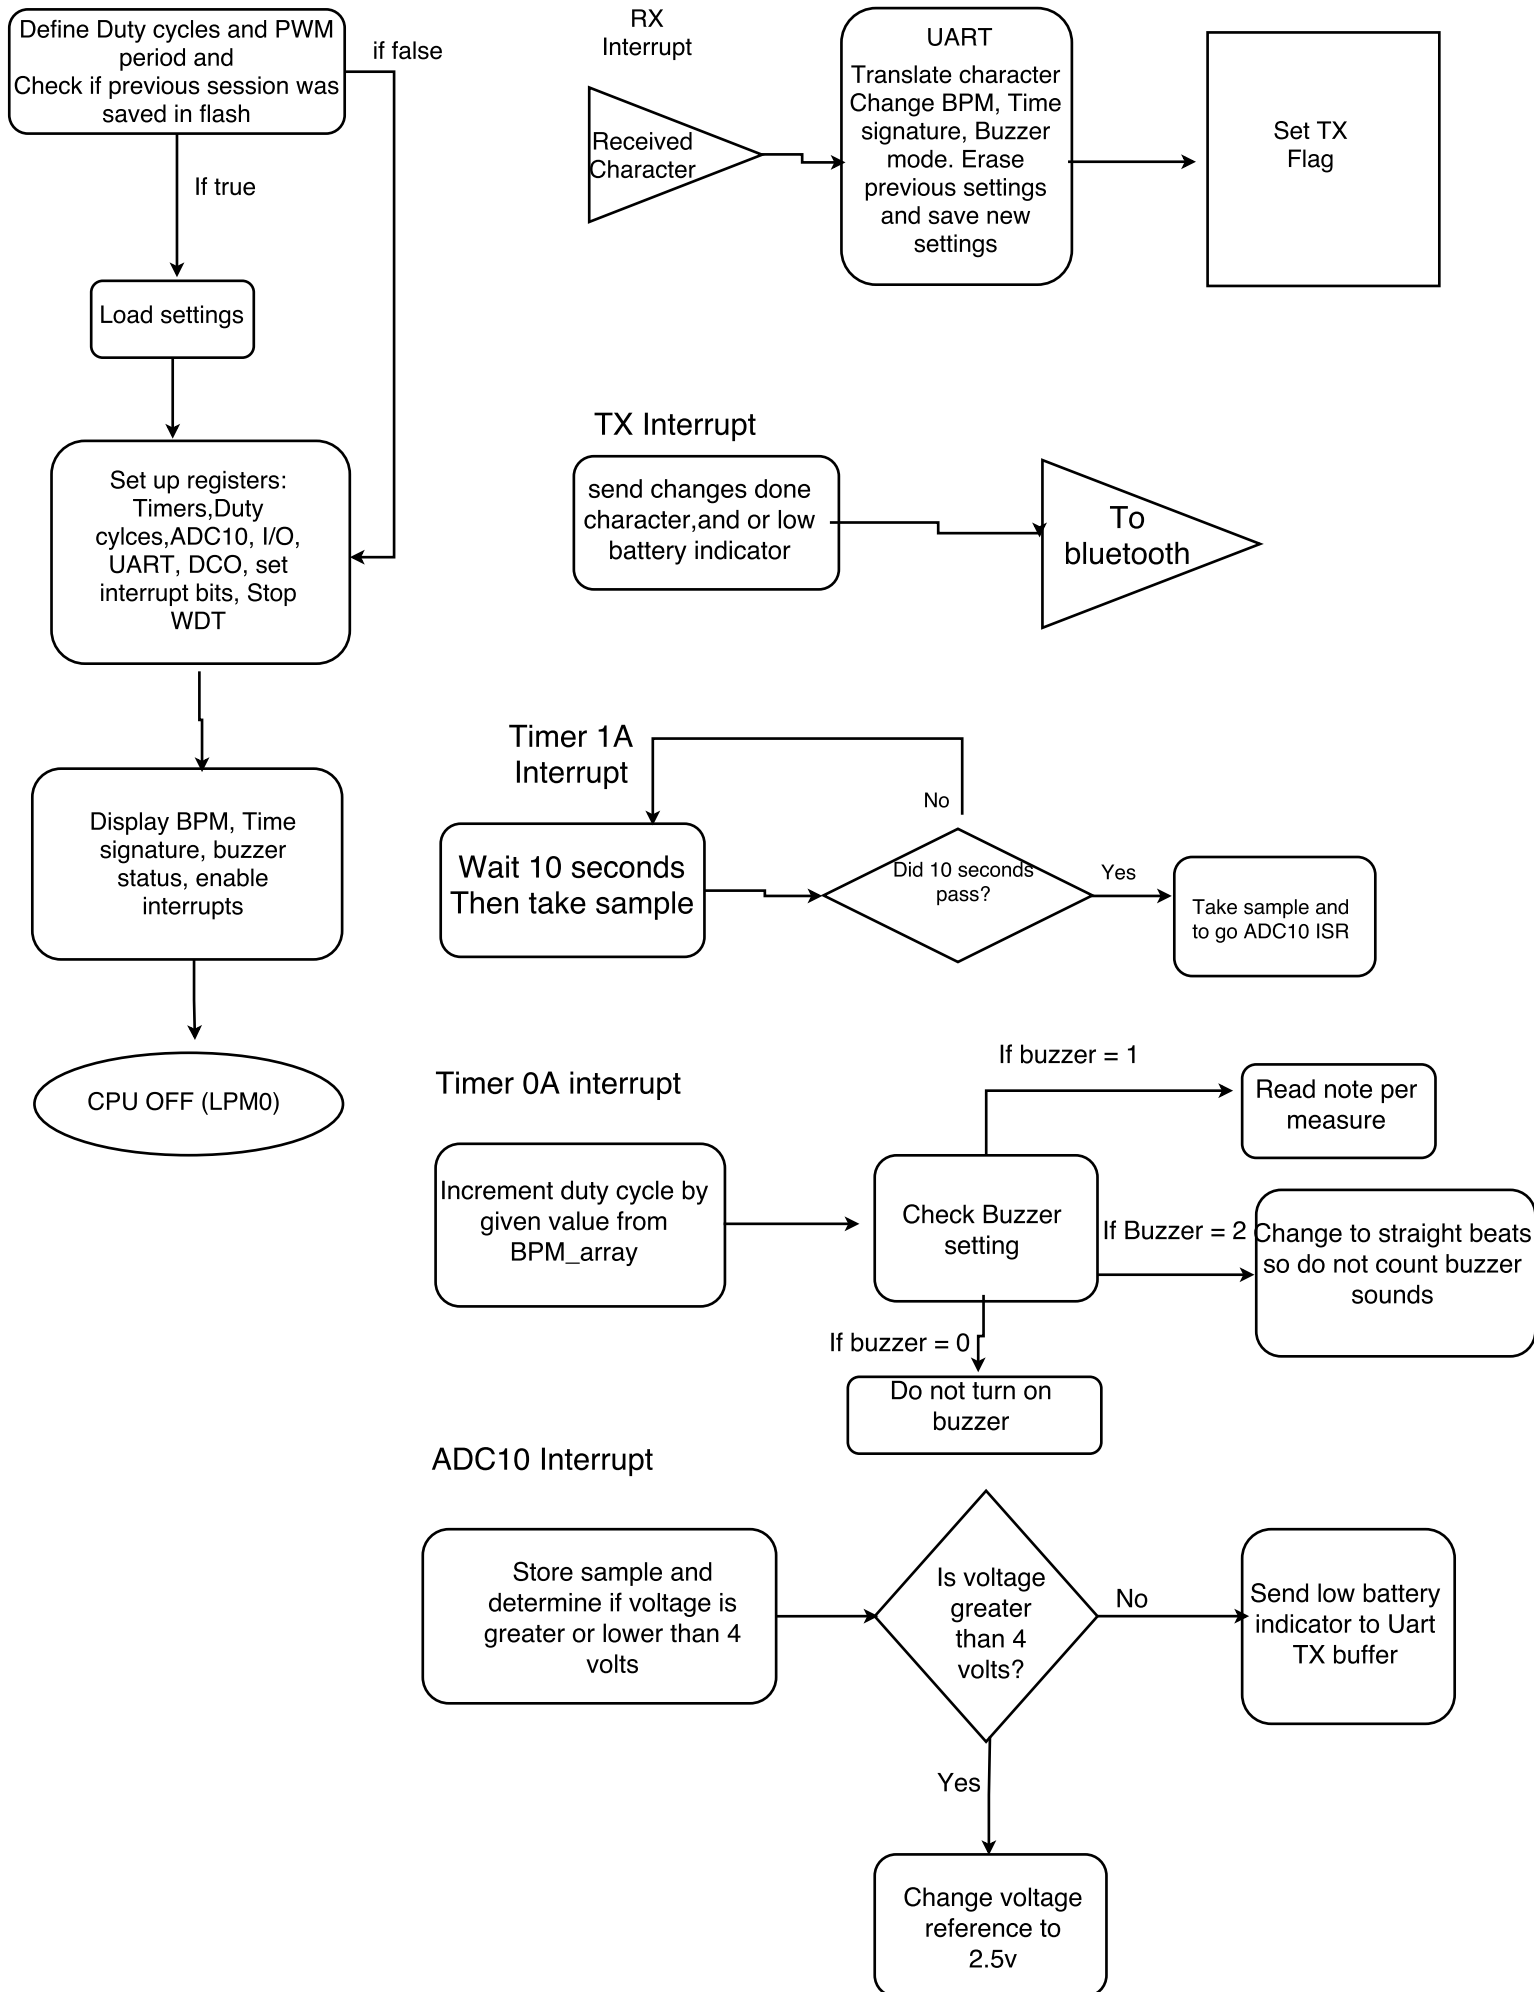 Define Duty cycles and PWM
period and
Check if previous session was
saved in flash
if false
If true
Load settings
Set up registers:
Timers,Duty
cylces,ADC10, I/O,
UART, DCO, set
interrupt bits, Stop
WDT
Display BPM, Time
signature, buzzer
status, enable
interrupts
CPU OFF (LPM0)
RX
Interrupt
Received
Character
UART
Translate character
Change BPM, Time
signature, Buzzer
mode. Erase
previous settings
and save new
settings
Set TX
Flag
TX Interrupt
send changes done
character,and or low
battery indicator
To
bluetooth
Timer 1A
Interrupt
Wait 10 seconds
Then take sample
No
Did 10 seconds
pass?
Yes
Take sample and
to go ADC10 ISR
Timer 0A interrupt
Increment duty cycle by
given value from
BPM_array
Check Buzzer
setting
If buzzer = 1
Read note per
measure
If Buzzer = 2
Change to straight beats
so do not count buzzer
sounds
If buzzer = 0
Do not turn on
buzzer
ADC10 Interrupt
Store sample and
determine if voltage is
greater or lower than 4
volts
Is voltage
greater
than 4
volts?
No
Send low battery
indicator to Uart
TX buffer
Yes
Change voltage
reference to
2.5v